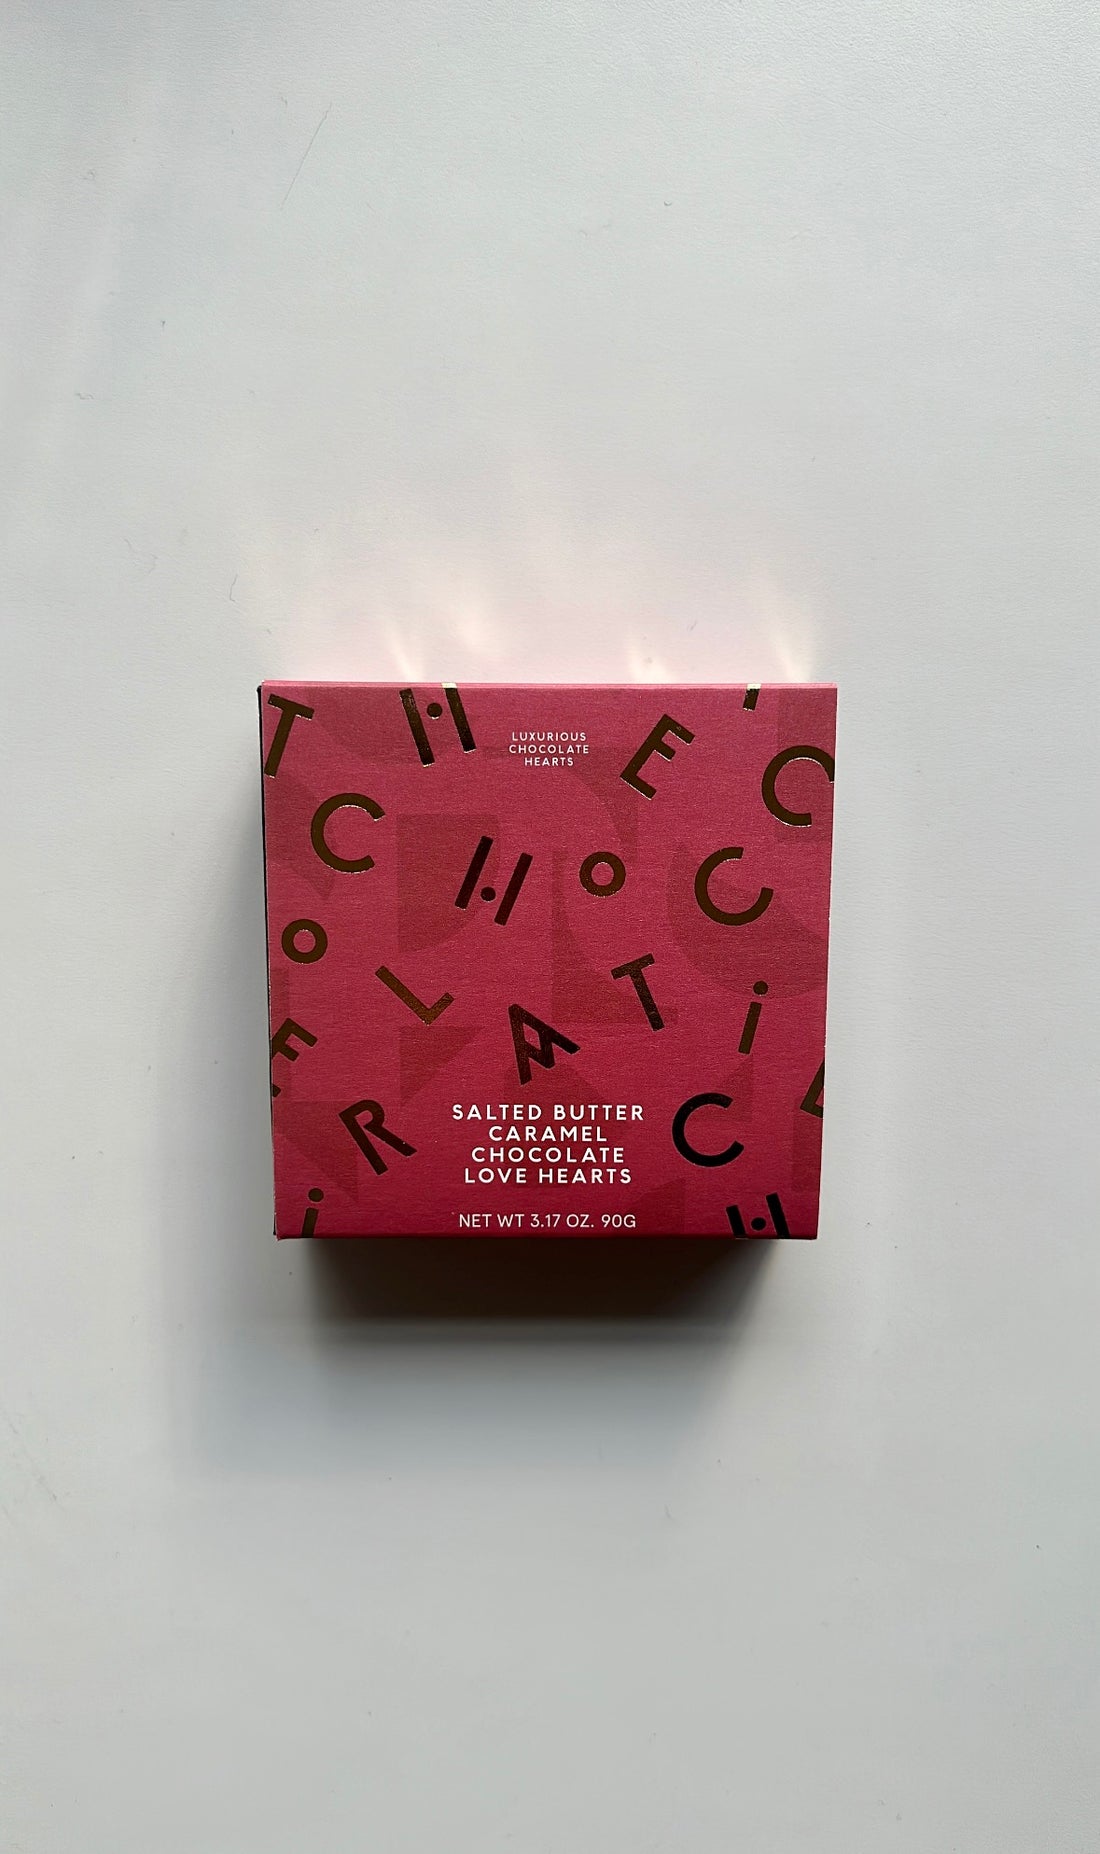 T H E C
LUXURIOUS
CHOCOLATE
HEARTS
C H O C
O L A T i
E R C
i H
SALTED BUTTER
CARAMEL
CHOCOLATE
LOVE HEARTS
NET WT 3.17 OZ. 90G